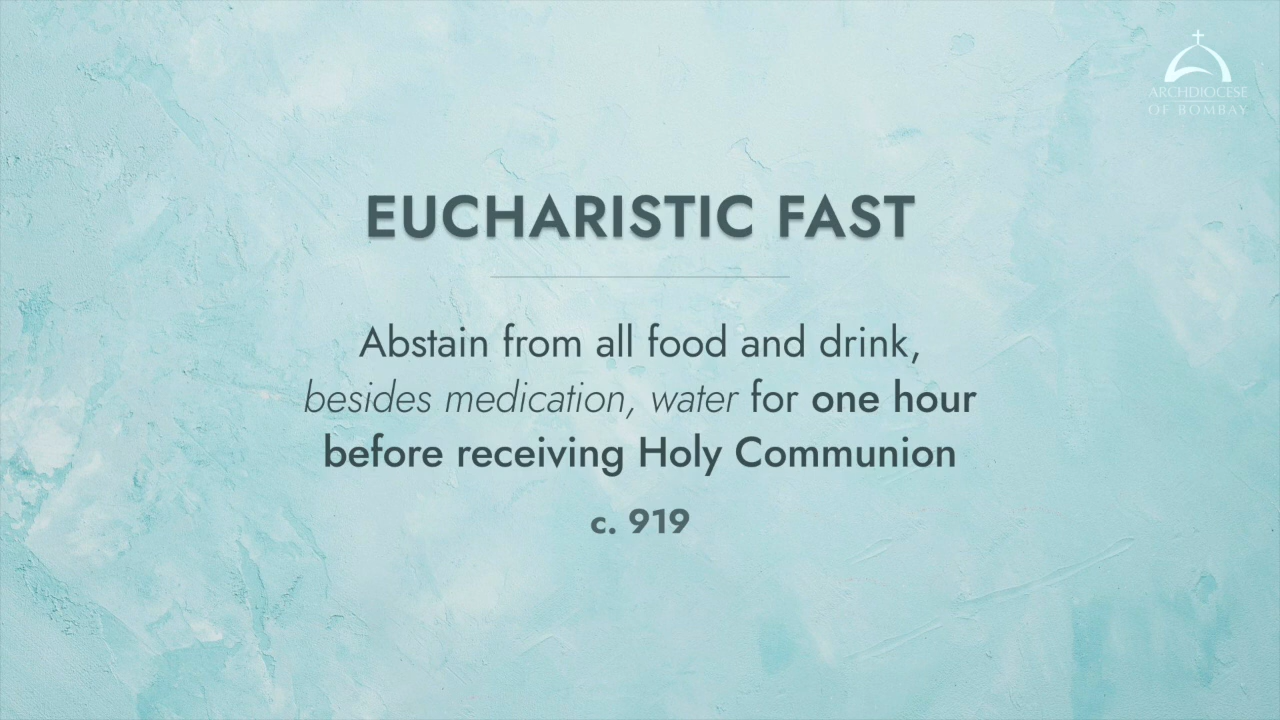 ARCHDIOCESE
OF BOMBAY
EUCHARISTIC FAST
Abstain from all food and drink,
besides medication, water for one hour
before receiving Holy Communion
c. 919